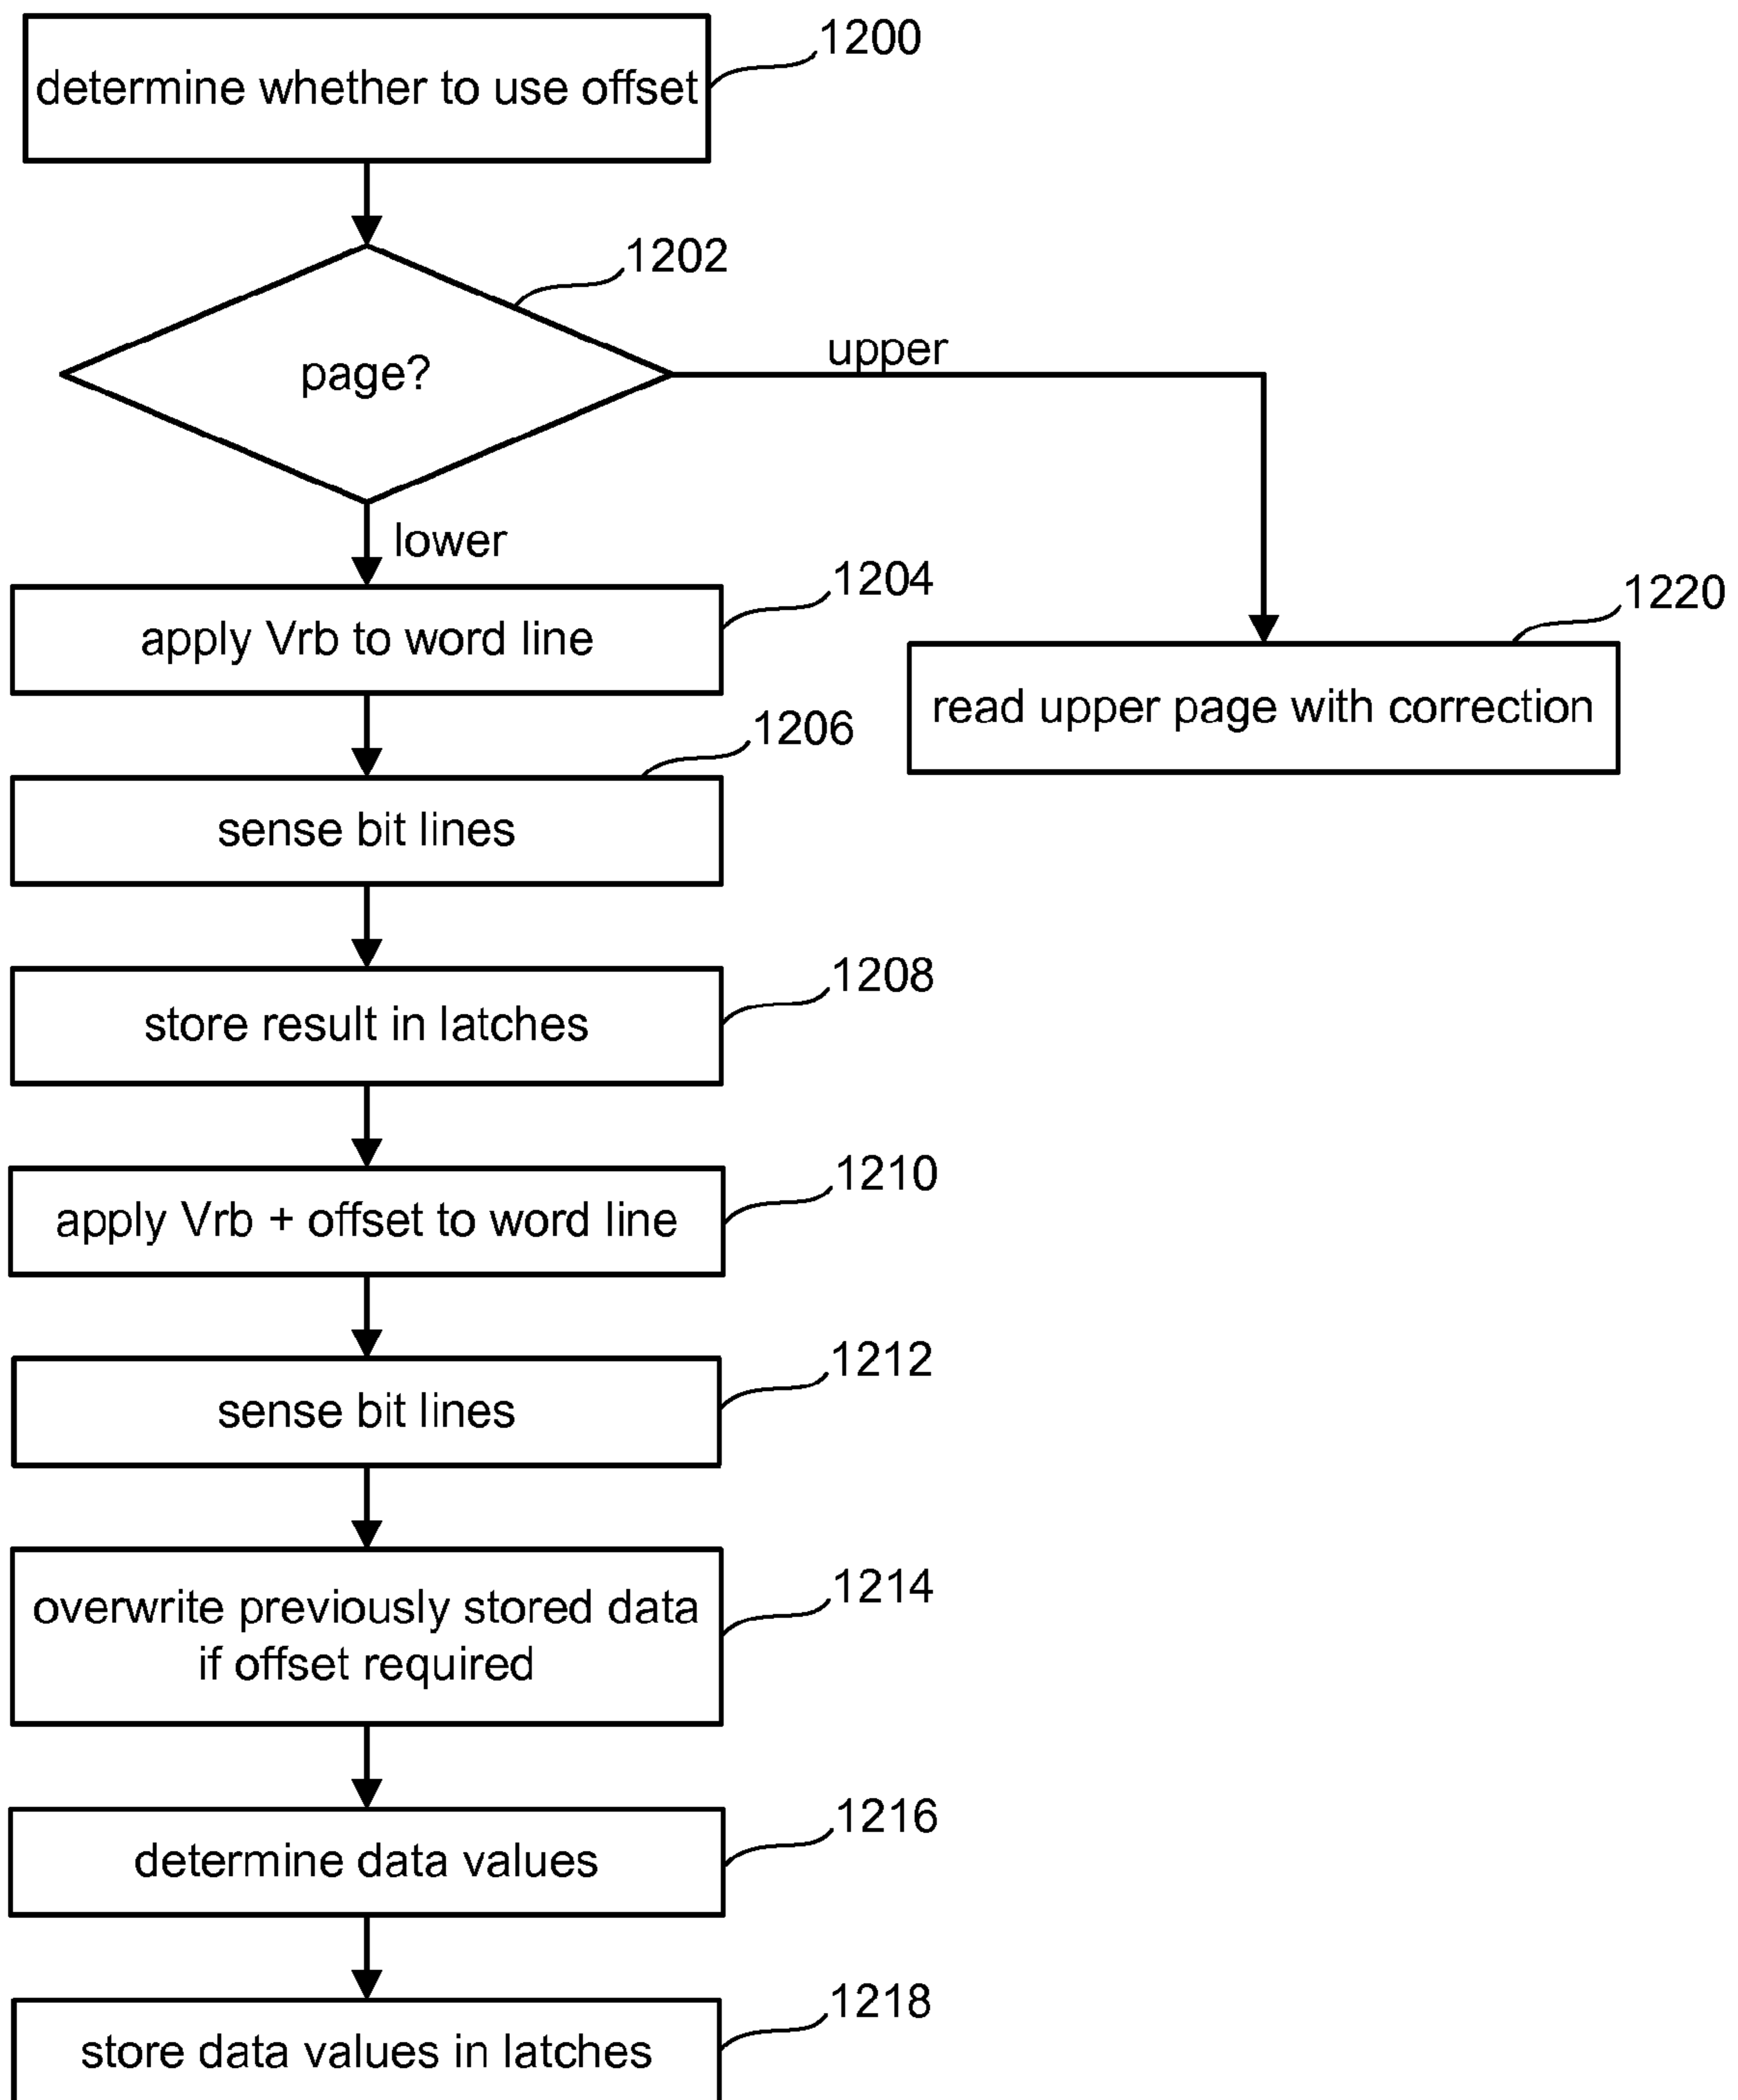 1200
determine whether to use offset
1202
page?
upper
lower
1204
apply Vrb to word line
1220
read upper page with correction
1206
sense bit lines
1208
store result in latches
1210
apply Vrb + offset to word line
1212
sense bit lines
1214
overwrite previously stored data
if offset required
1216
determine data values
1218
store data values in latches